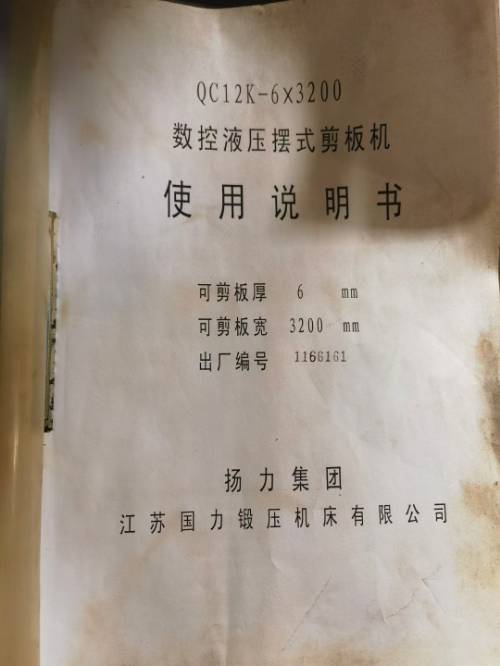 QC12K-6×3200
数控液压摆式剪板机
使用说明书
可剪板厚 6 mm
可剪板宽 3200 mm
出厂编号 1166161
扬力集团
江苏国力锻压机床有限公司